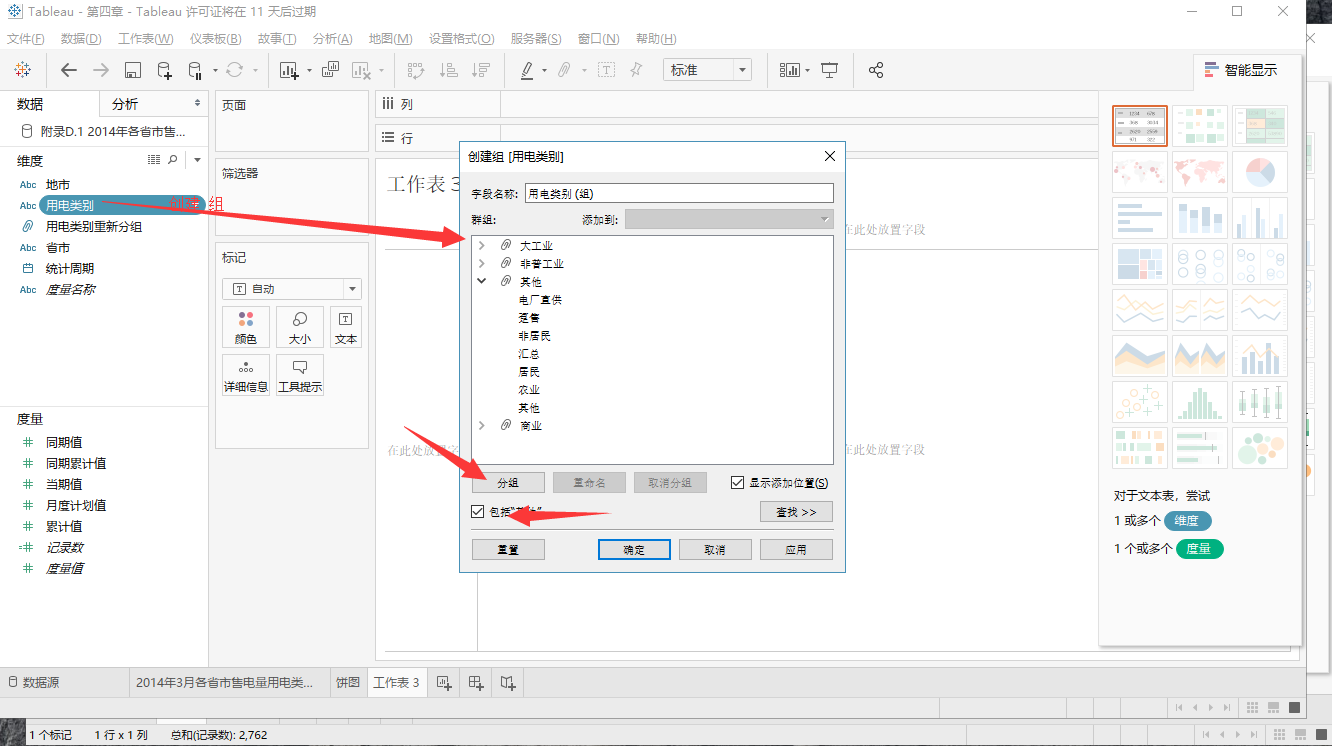 Tableau - 第四章 - Tableau 许可证将在 11 天后过期
文件(F) 数据(D) 工作表(W) 仪表板(B) 故事(T) 分析(A) 地图(M) 设置格式(O) 服务器(S) 窗口(N) 帮助(H)
标准
智能显示
数据 分析
附录D.1 2014年各省市售...
维度
Abc 地市
Abc 用电类别
用电类别重新分组
Abc 省市
统计周期
Abc 度量名称
创建 组
度量
同期值
同期累计值
当期值
月度计划值
累计值
记录数
度量值
页面
筛选器
标记
自动
颜色 大小 文本
详细信息 工具提示
列
行
工作表 3
在此处放置字段
在此处放置字段
在此处放置字段
创建组 [用电类别]
字段名称: 用电类别 (组)
群组: 添加到:
大工业
非普工业
其他
电厂直供
趸售
非居民
汇总
居民
农业
其他
商业
分组 重命名 取消分组 显示添加位置(S)
包括“其他” 查找 >>
重置 确定 取消 应用
对于文本表，尝试
1 或多个 维度
1 个或多个 度量
数据源 2014年3月各省市售电量用电类... 饼图 工作表 3
1 个标记 1 行 x 1 列 总和(记录数): 2,762